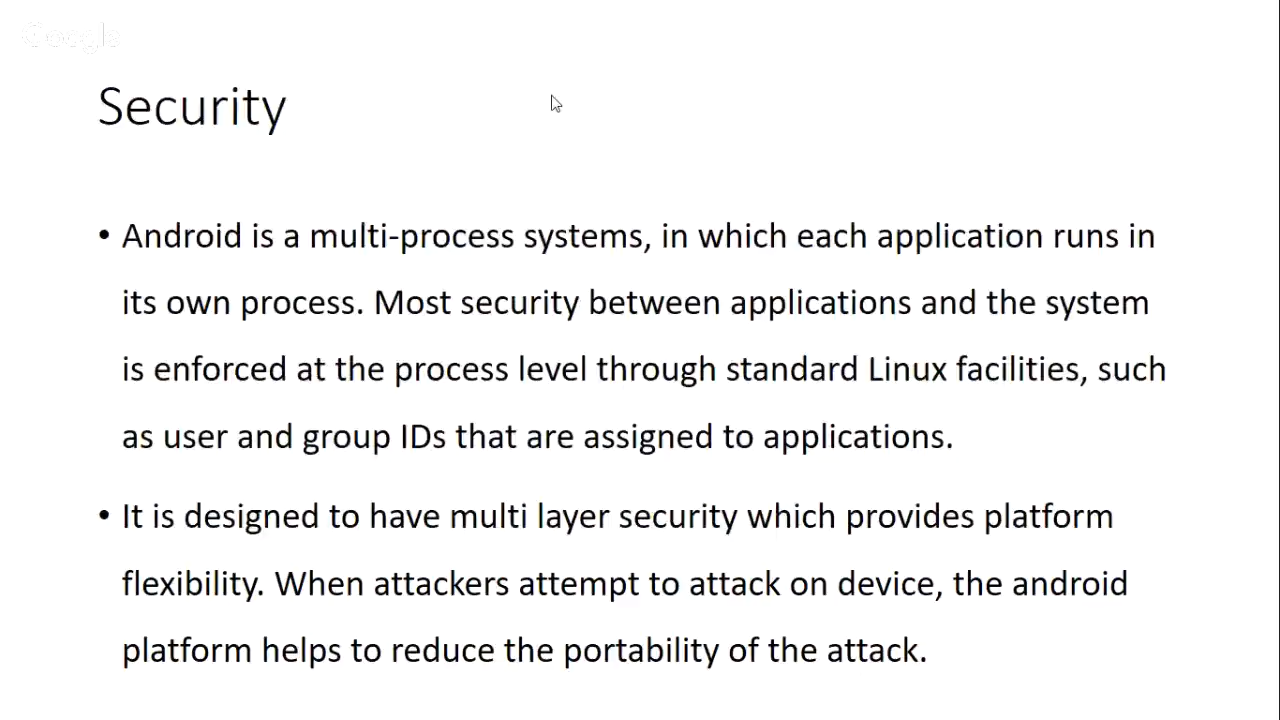 Google
Security
• Android is a multi-process systems, in which each application runs in
its own process. Most security between applications and the system
is enforced at the process level through standard Linux facilities, such
as user and group IDs that are assigned to applications.
• It is designed to have multi layer security which provides platform
flexibility. When attackers attempt to attack on device, the android
platform helps to reduce the portability of the attack.